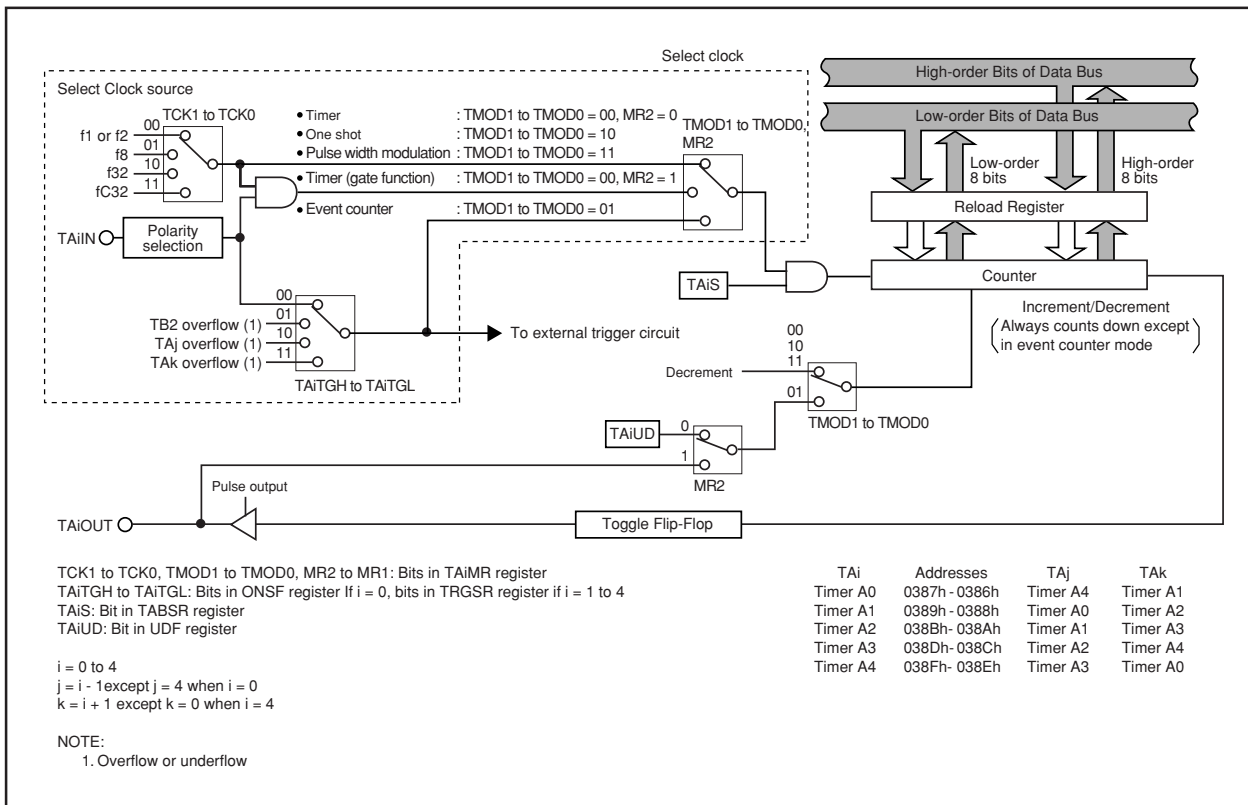 Select clock
Select Clock source
TCK1 to TCK0
f1 or f2
00
f8
01
f32
10
fC32
11
• Timer : TMOD1 to TMOD0 = 00, MR2 = 0
• One shot : TMOD1 to TMOD0 = 10
• Pulse width modulation : TMOD1 to TMOD0 = 11
• Timer (gate function) : TMOD1 to TMOD0 = 00, MR2 = 1
• Event counter : TMOD1 to TMOD0 = 01
TMOD1 to TMOD0,
MR2
High-order Bits of Data Bus
Low-order Bits of Data Bus
Low-order
8 bits
High-order
8 bits
Reload Register
Counter
Increment/Decrement
(Always counts down except
in event counter mode)
TAiIN
Polarity
selection
TAiS
00
TB2 overflow (1)
01
TAj overflow (1)
10
TAk overflow (1)
11
TAiTGH to TAiTGL
To external trigger circuit
00
10
11
Decrement
01
TMOD1 to TMOD0
TAiUD
0
1
MR2
Pulse output
TAiOUT
Toggle Flip-Flop
TCK1 to TCK0, TMOD1 to TMOD0, MR2 to MR1: Bits in TAiMR register
TAiTGH to TAiTGL: Bits in ONSF register If i = 0, bits in TRGSR register if i = 1 to 4
TAiS: Bit in TABSR register
TAiUD: Bit in UDF register
i = 0 to 4
j = i - 1except j = 4 when i = 0
k = i + 1 except k = 0 when i = 4
NOTE:
1. Overflow or underflow
TAi Addresses TAj TAk
Timer A0 0387h - 0386h Timer A4 Timer A1
Timer A1 0389h - 0388h Timer A0 Timer A2
Timer A2 038Bh- 038Ah Timer A1 Timer A3
Timer A3 038Dh- 038Ch Timer A2 Timer A4
Timer A4 038Fh- 038Eh Timer A3 Timer A0